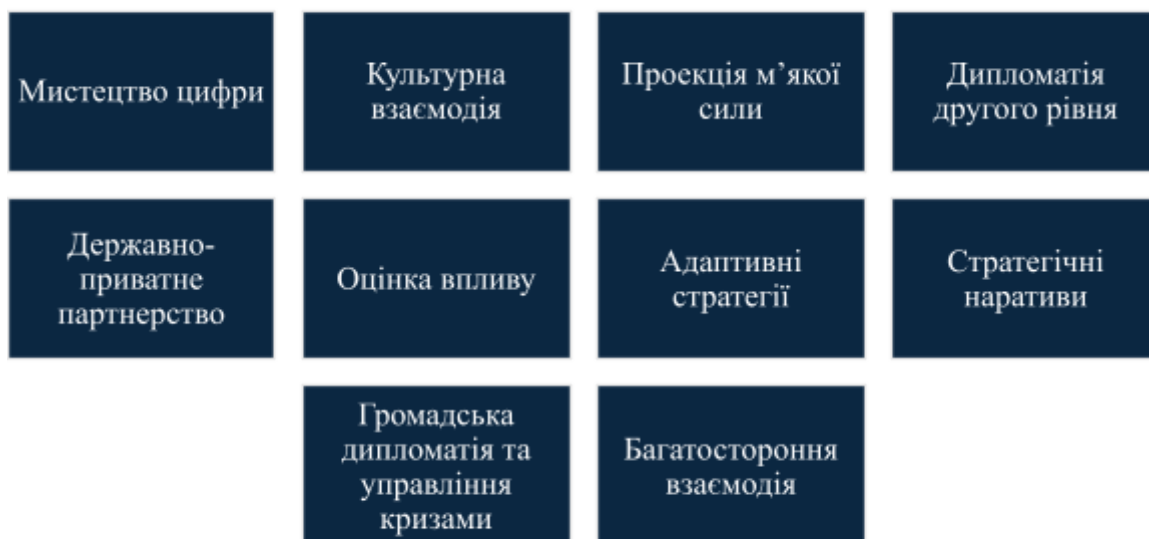 Мистецтво цифри
Культурна
взаємодія
Проекція м’якої
сили
Дипломатія
другого рівня
Державно-
приватне
партнерство
Оцінка впливу
Адаптивні
стратегії
Стратегічні
наративи
Громадська
дипломатія та
управління
кризами
Багатостороння
взаємодія